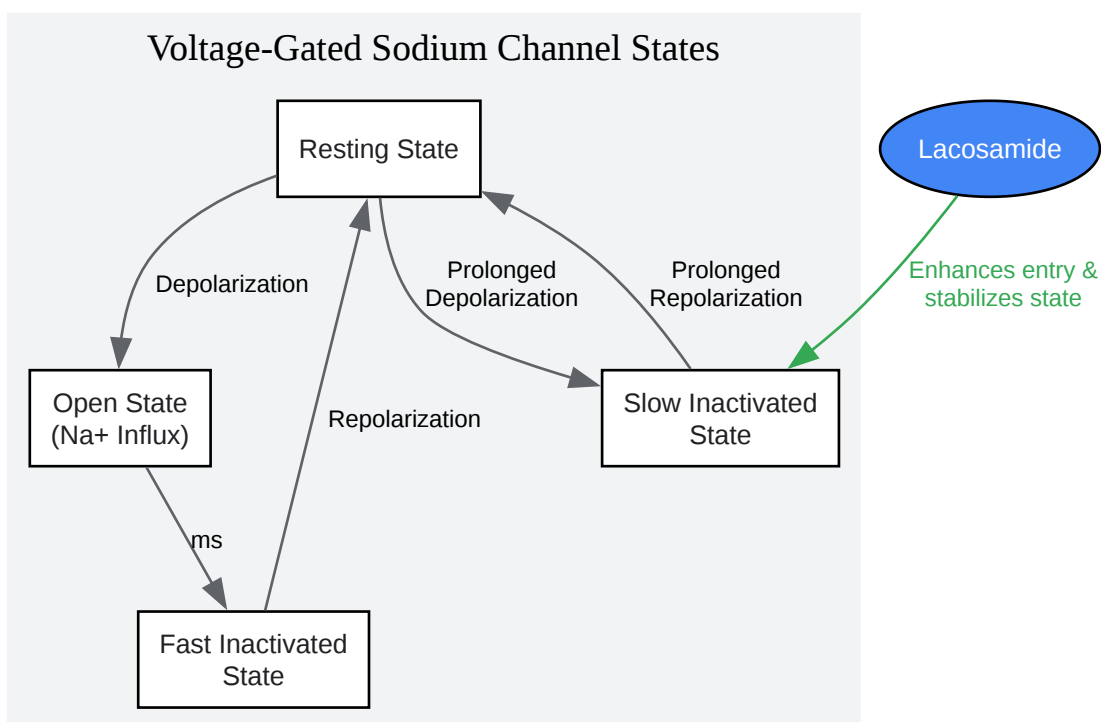 Voltage-Gated Sodium Channel States
Resting State
Lacosamide
Depolarization
Prolonged
Depolarization
Prolonged
Repolarization
Enhances entry &
stabilizes state
Open State
(Na+ Influx)
Repolarization
Slow Inactivated
State
ms
Fast Inactivated
State